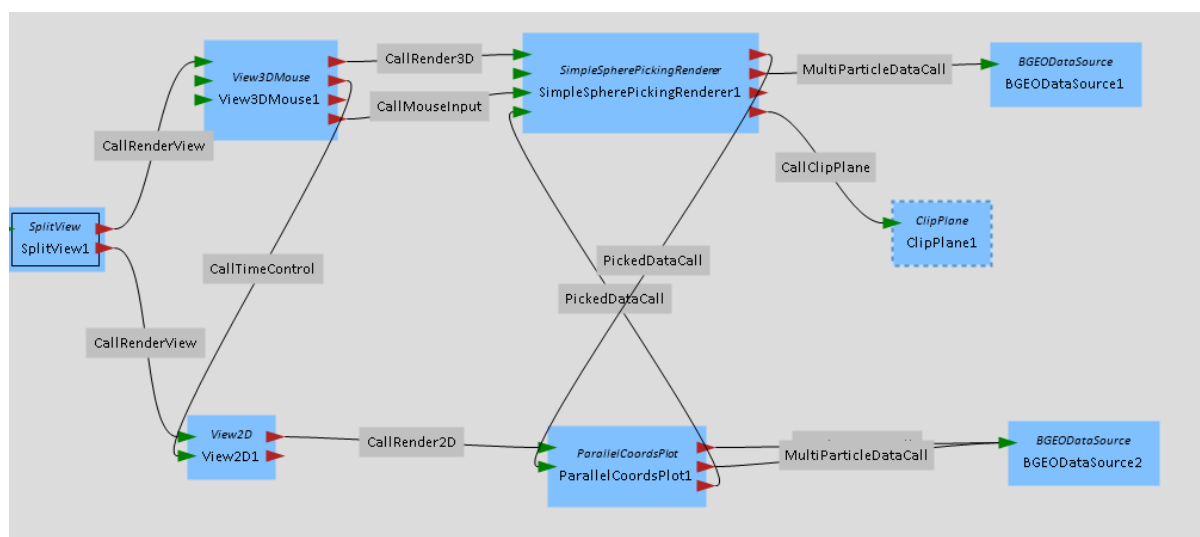 CallRender3D
View3DMouse
View3DMouse1
CallMouseInput
SimpleSpherePickingRenderer
SimpleSpherePickingRenderer1
MultiParticleDataCall
BGEODataSource
BGEODataSource1
CallRenderView
CallClipPlane
SplitView
SplitView1
ClipPlane
ClipPlane1
CallTimeControl
PickedDataCall
PickedDataCall
CallRenderView
View2D
View2D1
CallRender2D
ParallelCoordsPlot
ParallelCoordsPlot1
MultiParticleDataCall
BGEODataSource
BGEODataSource2